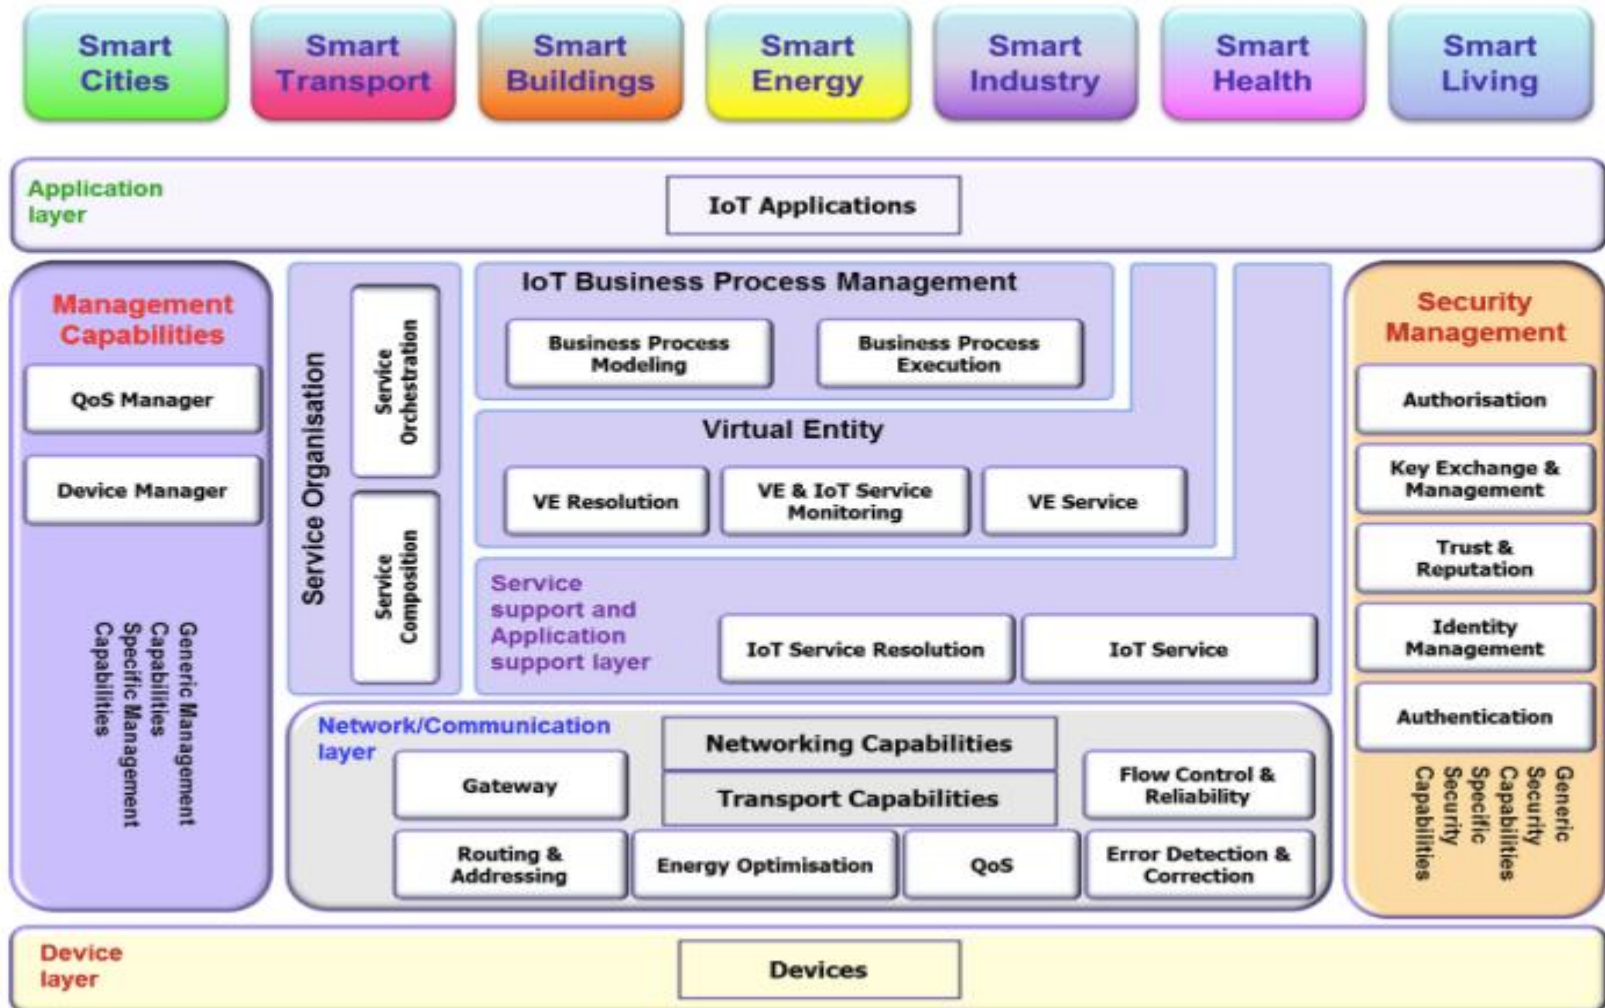 Smart
Cities
Smart
Transport
Smart
Buildings
Smart
Energy
Smart
Industry
Smart
Health
Smart
Living
Application
layer
IoT Applications
Management
Capabilities
QoS Manager
Device Manager
Generic Management
Capabilities
Specific Management
Capabilities
Service Organisation
Service
Orchestration
Service
Composition
IoT Business Process Management
Business Process
Modeling
Business Process
Execution
Virtual Entity
VE Resolution
VE & IoT Service
Monitoring
VE Service
Service
support and
Application
support layer
IoT Service Resolution
IoT Service
Network/Communication
layer
Networking Capabilities
Transport Capabilities
Gateway
Flow Control &
Reliability
Routing &
Addressing
Energy Optimisation
QoS
Error Detection &
Correction
Security
Management
Authorisation
Key Exchange &
Management
Trust &
Reputation
Identity
Management
Authentication
Generic
Security
Capabilities
Specific
Security
Capabilities
Device
layer
Devices